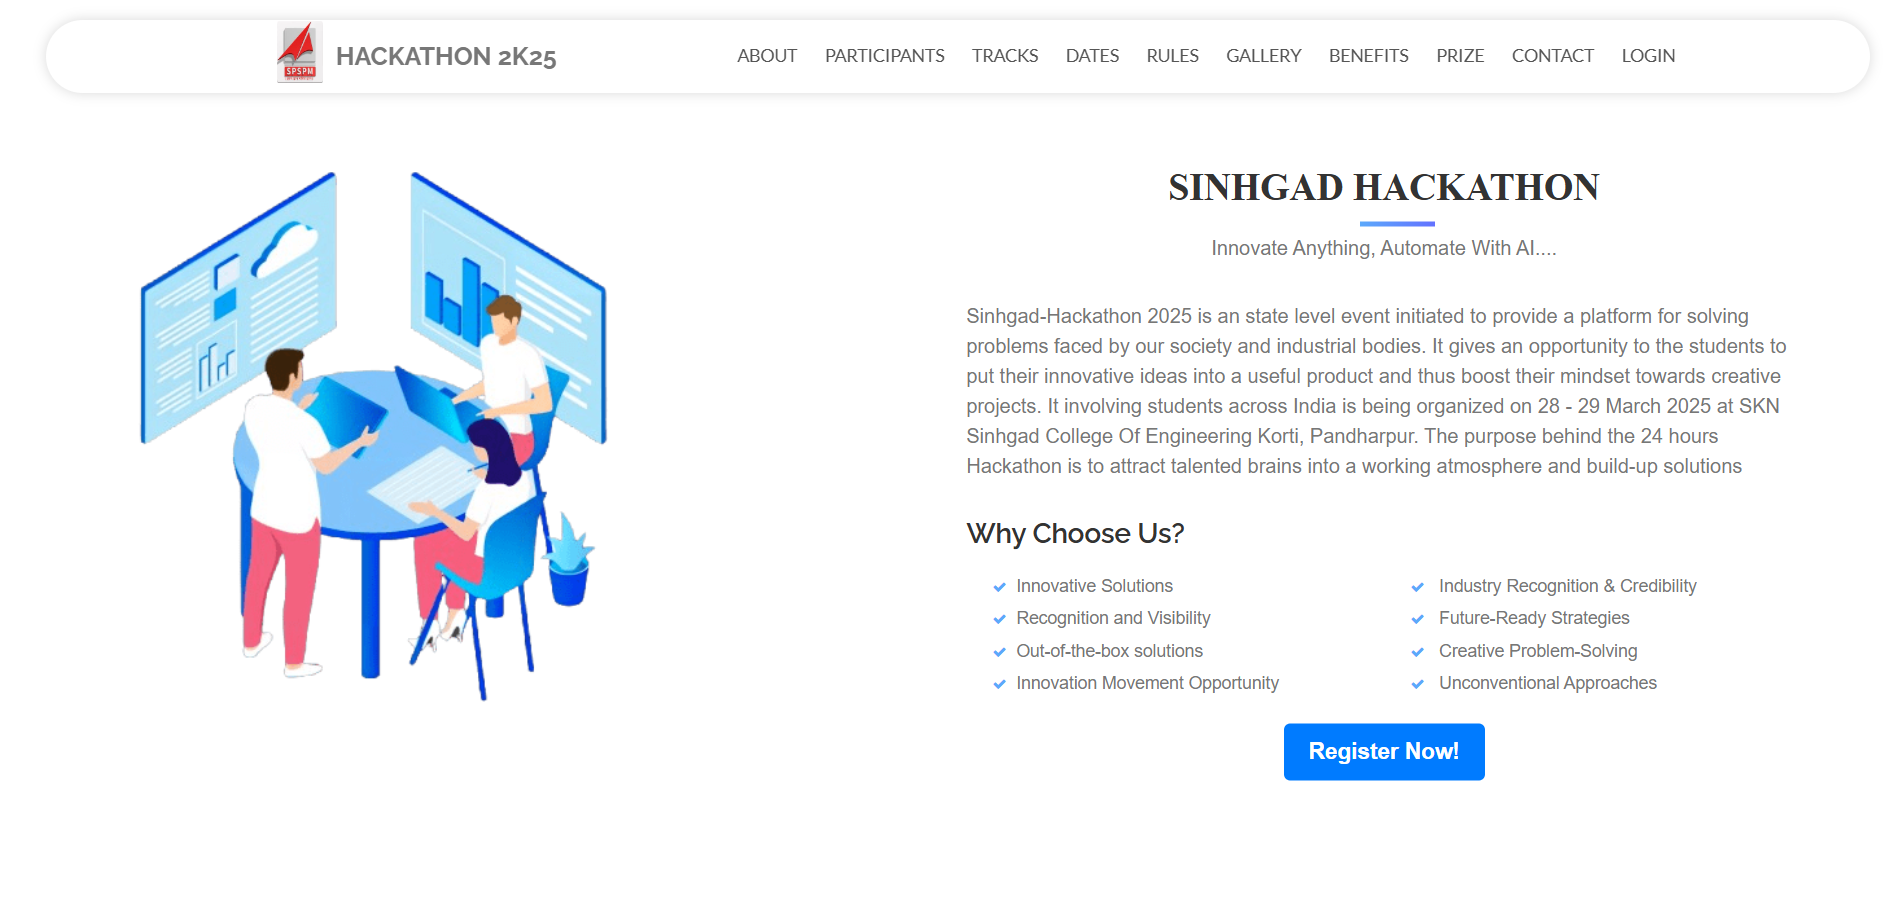 SPSPM
HACKATHON 2K25
ABOUT PARTICIPANTS TRACKS DATES RULES GALLERY BENEFITS PRIZE CONTACT LOGIN
SINHGAD HACKATHON
Innovate Anything, Automate With AI....
Sinhgad-Hackathon 2025 is an state level event initiated to provide a platform for solving
problems faced by our society and industrial bodies. It gives an opportunity to the students to
put their innovative ideas into a useful product and thus boost their mindset towards creative
projects. It involving students across India is being organized on 28 - 29 March 2025 at SKN
Sinhgad College Of Engineering Korti, Pandharpur. The purpose behind the 24 hours
Hackathon is to attract talented brains into a working atmosphere and build-up solutions
Why Choose Us?
Innovative Solutions
Recognition and Visibility
Out-of-the-box solutions
Innovation Movement Opportunity
Industry Recognition & Credibility
Future-Ready Strategies
Creative Problem-Solving
Unconventional Approaches
Register Now!